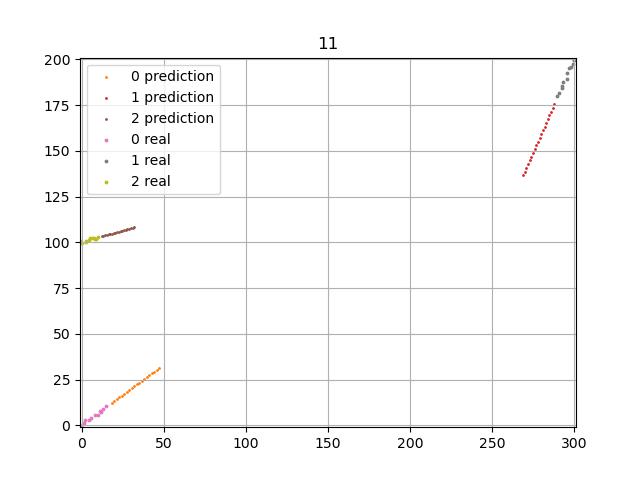 11
0 prediction
1 prediction
2 prediction
0 real
1 real
2 real
200
175
150
125
100
75
50
25
0
0 50 100 150 200 250 300